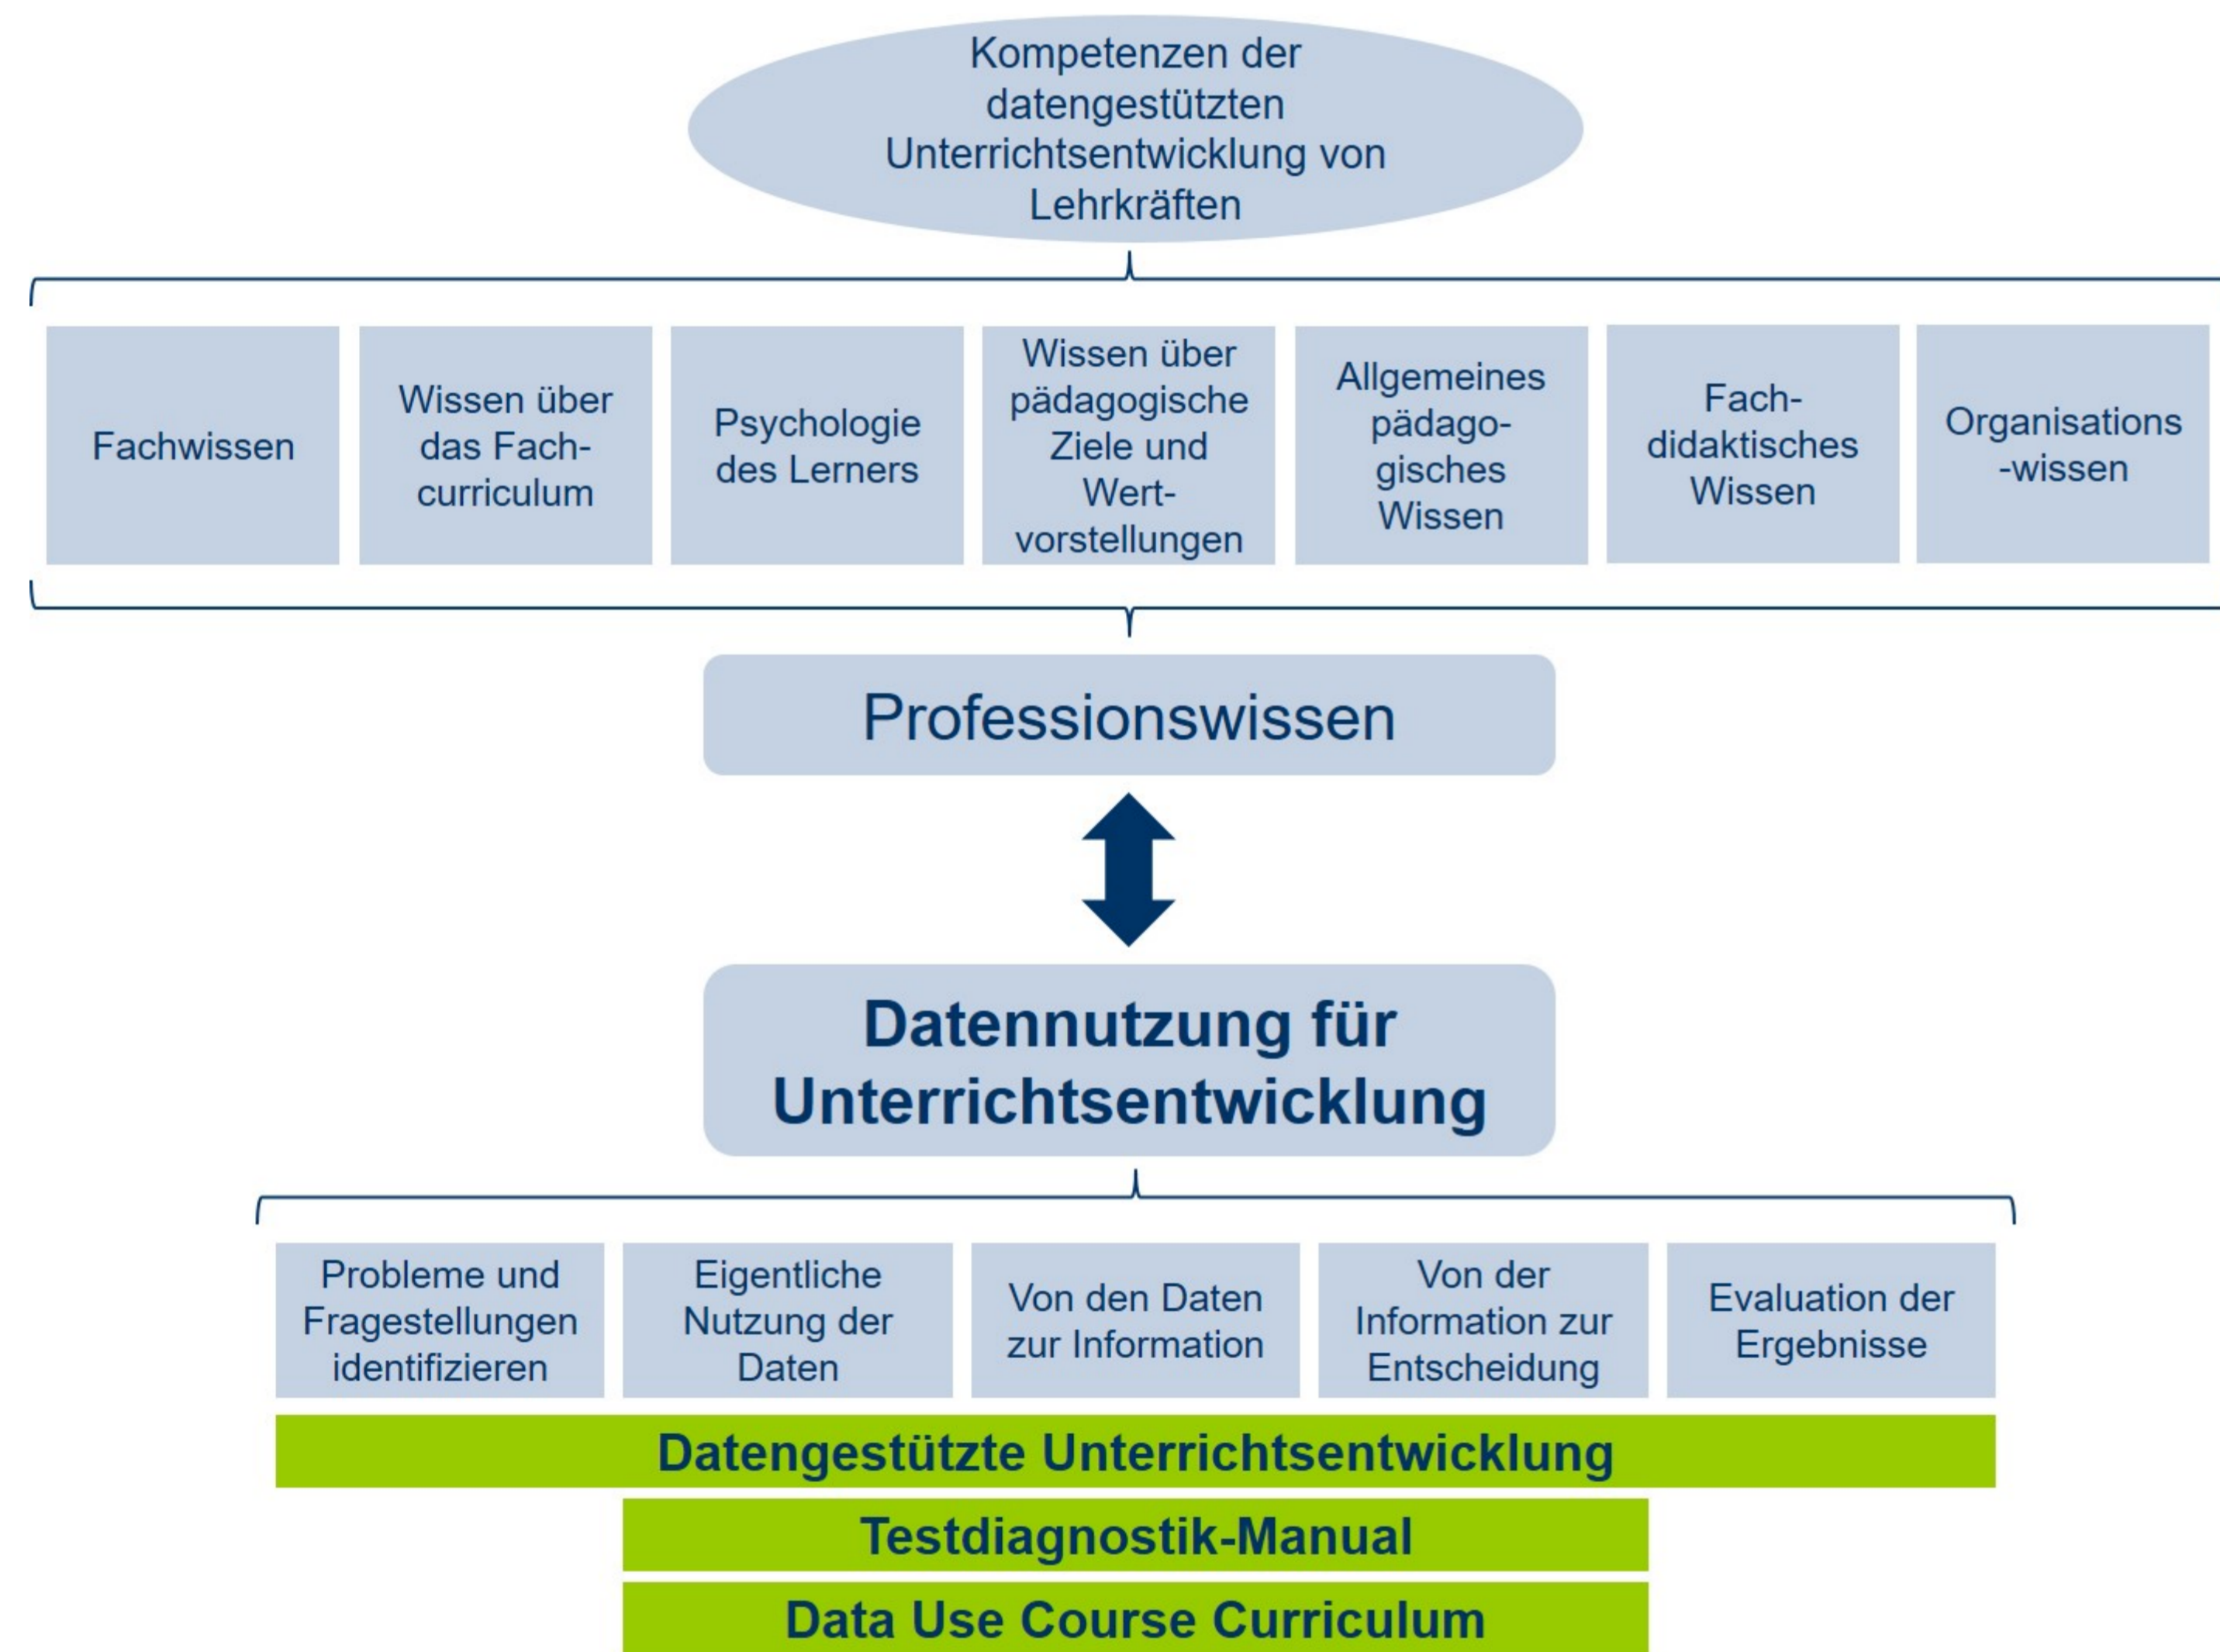 Kompetenzen der
datengestützten
Unterrichtsentwicklung von
Lehrkräften
Fachwissen
Wissen über
das Fach-
curriculum
Psychologie
des Lerners
Wissen über
pädagogische
Ziele und
Wert-
vorstellungen
Allgemeines
pädago-
gisches
Wissen
Fach-
didaktisches
Wissen
Organisations
-wissen
Professionswissen
Datennutzung für
Unterrichtsentwicklung
Probleme und
Fragestellungen
identifizieren
Eigentliche
Nutzung der
Daten
Von den Daten
zur Information
Von der
Information zur
Entscheidung
Evaluation der
Ergebnisse
Datengestützte Unterrichtsentwicklung
Testdiagnostik-Manual
Data Use Course Curriculum